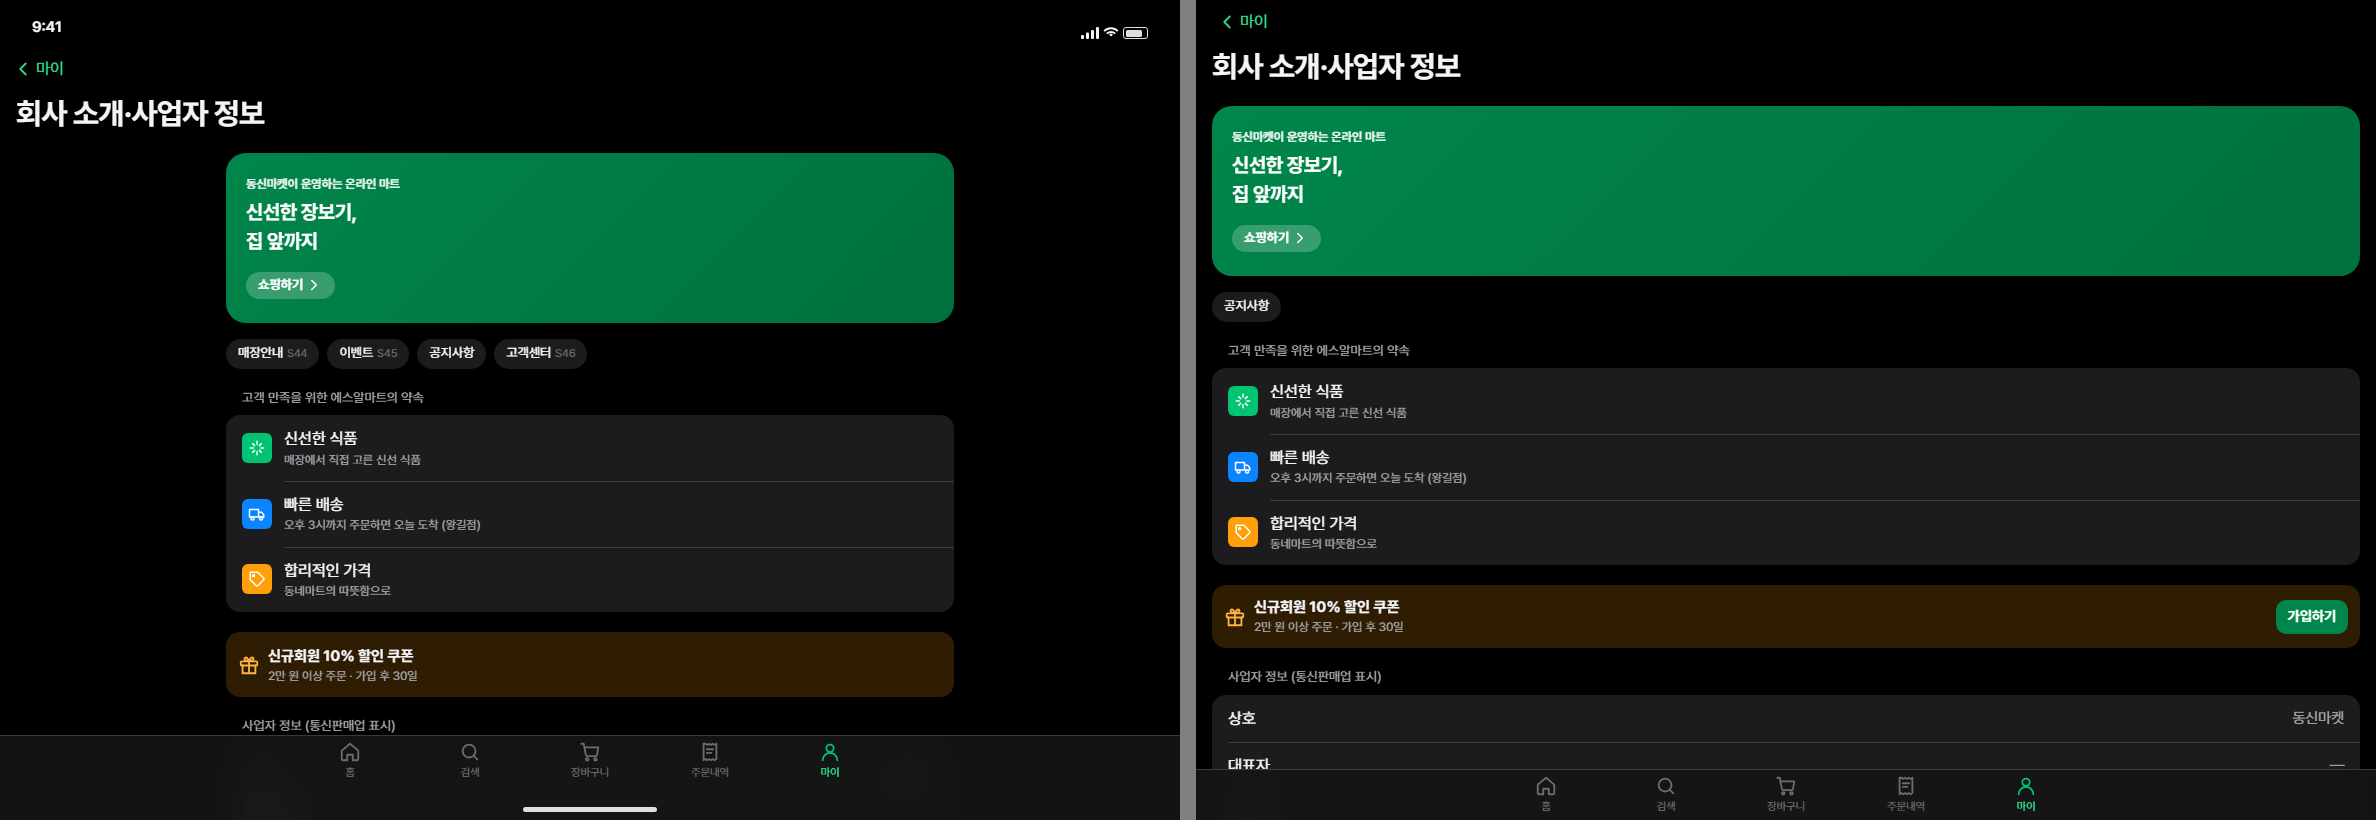 9:41
마이
회사 소개·사업자 정보
동신마켓이 운영하는 온라인 마트
신선한 장보기,
집 앞까지
쇼핑하기
매장안내 S44
이벤트 S45
공지사항
고객센터 S46
고객 만족을 위한 에스알마트의 약속
신선한 식품
매장에서 직접 고른 신선 식품
빠른 배송
오후 3시까지 주문하면 오늘 도착 (왕길점)
합리적인 가격
동네마트의 따뜻함으로
신규회원 10% 할인 쿠폰
2만 원 이상 주문 · 가입 후 30일
사업자 정보 (통신판매업 표시)
홈
검색
장바구니
주문내역
마이
마이
회사 소개·사업자 정보
동신마켓이 운영하는 온라인 마트
신선한 장보기,
집 앞까지
쇼핑하기
공지사항
고객 만족을 위한 에스알마트의 약속
신선한 식품
매장에서 직접 고른 신선 식품
빠른 배송
오후 3시까지 주문하면 오늘 도착 (왕길점)
합리적인 가격
동네마트의 따뜻함으로
신규회원 10% 할인 쿠폰
2만 원 이상 주문 · 가입 후 30일
가입하기
사업자 정보 (통신판매업 표시)
상호
동신마켓
대표자
—
홈
검색
장바구니
주문내역
마이